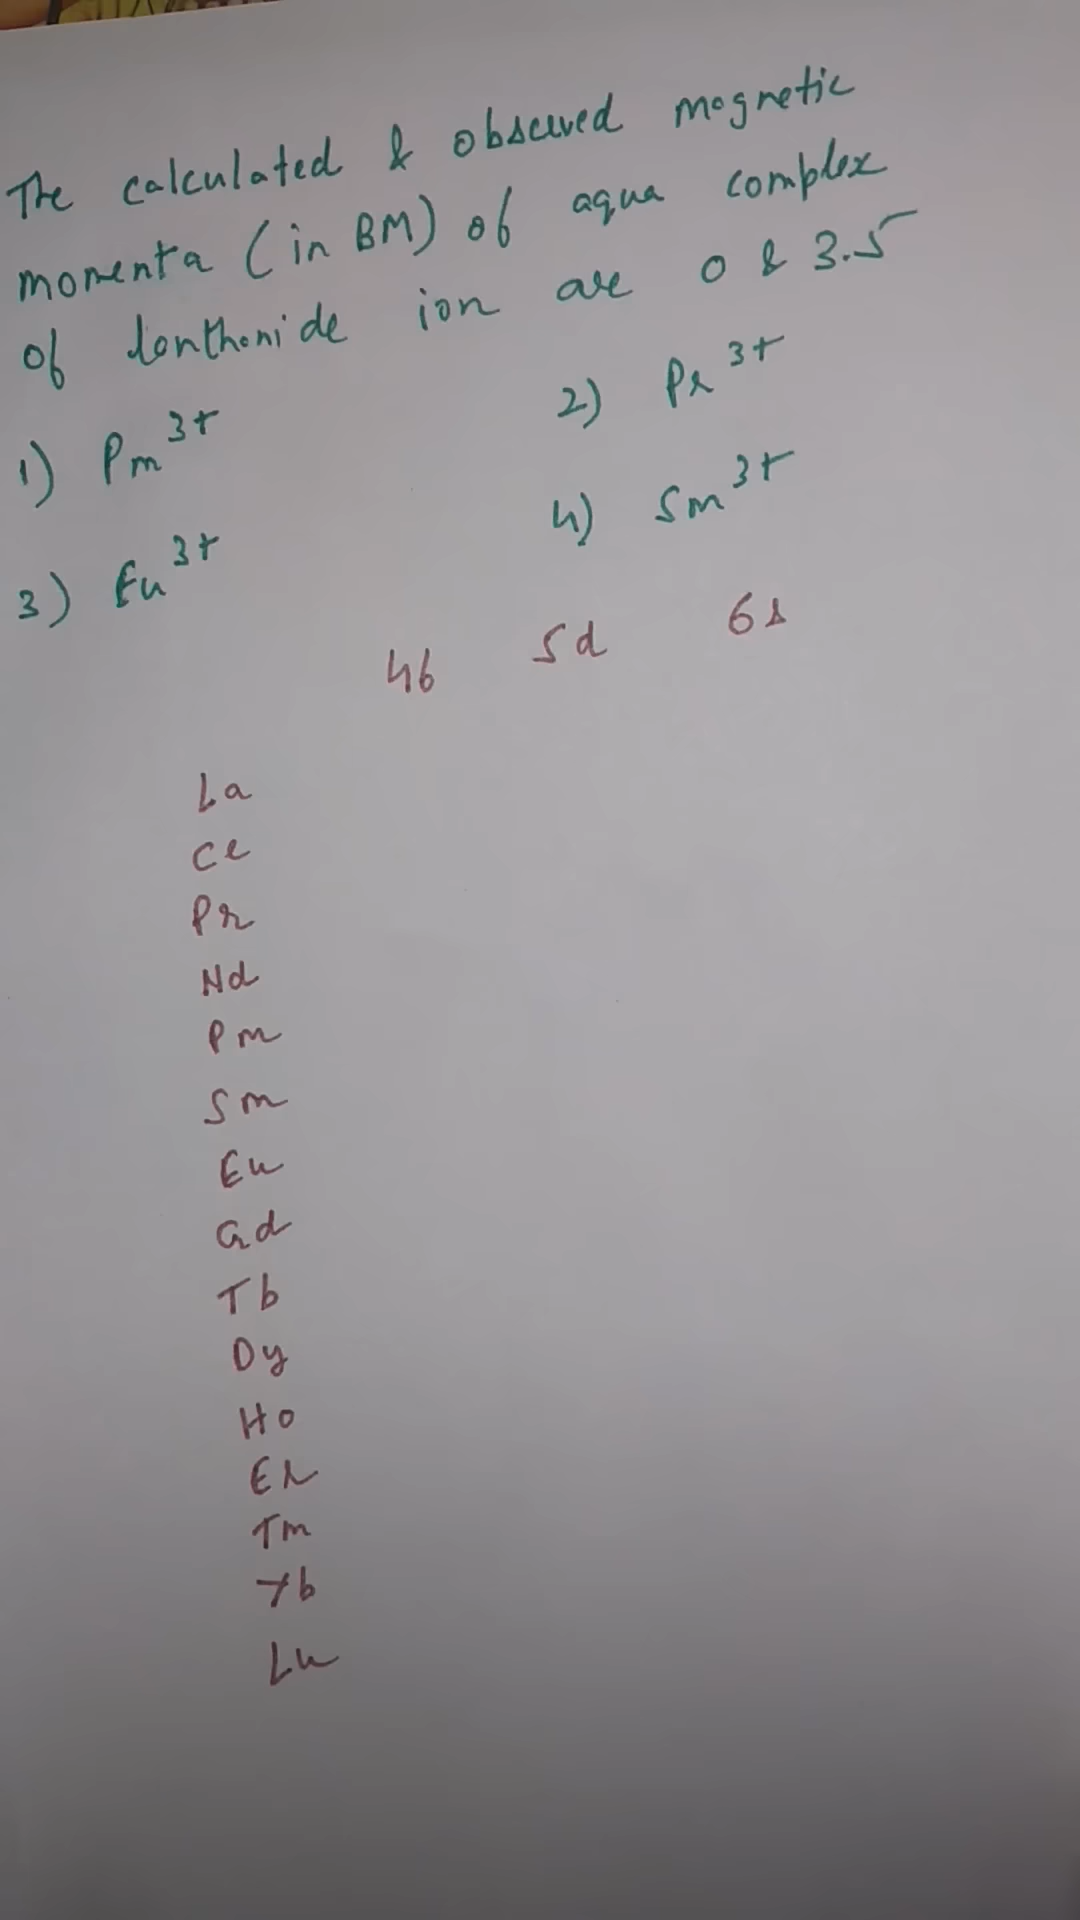 The calculated & observed magnetic
momenta (in BM) of aqua complex
of lanthanide ion are 0 & 3.5
1) Pm3+ 2) Pr3+
3) Eu3+ 4) Sm3+
4f 5d 6s
La
Ce
Pr
Nd
Pm
Sm
Eu
Gd
Tb
Dy
Ho
Er
Tm
Yb
Lu